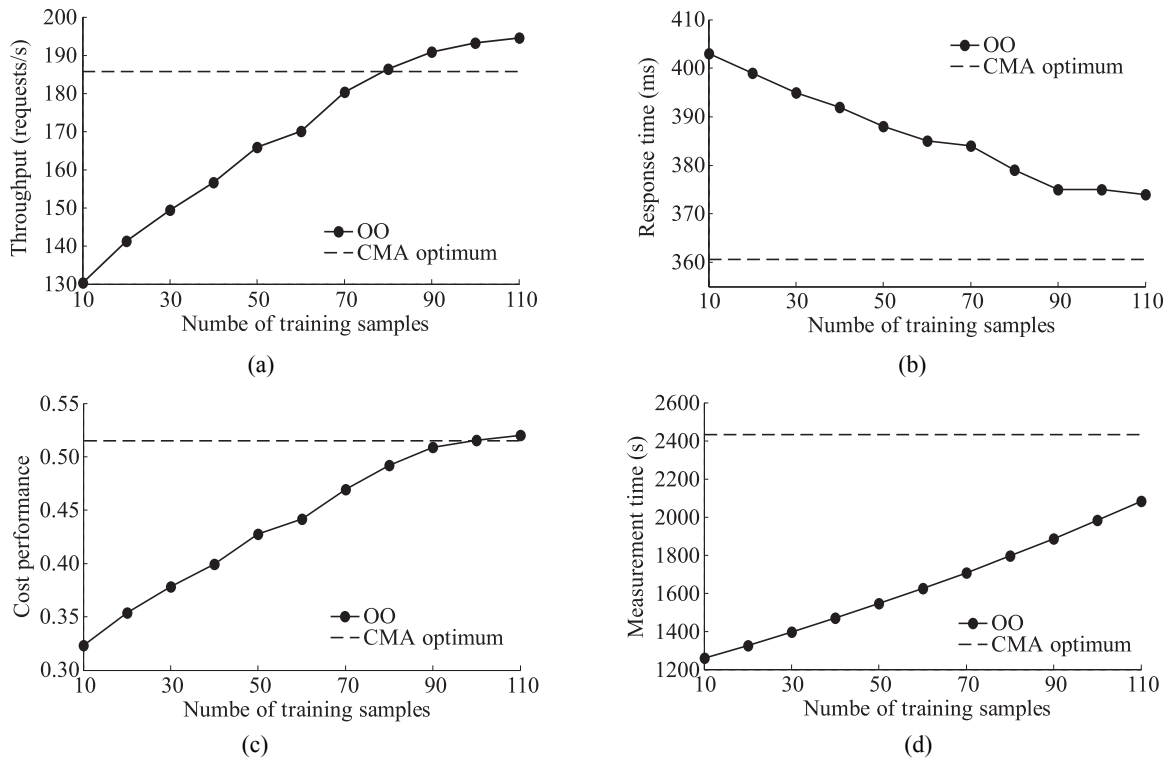 200
190
180
170
160
150
140
130
10 30 50 70 90 110
Throughput (requests/s)
OO
CMA optimum
Numbe of training samples
(a)
410
400
390
380
370
360
10 30 50 70 90 110
Response time (ms)
OO
CMA optimum
Numbe of training samples
(b)
0.55
0.50
0.45
0.40
0.35
0.30
10 30 50 70 90 110
Cost performance
OO
CMA optimum
Numbe of training samples
(c)
2600
2400
2200
2000
1800
1600
1400
1200
10 30 50 70 90 110
Measurement time (s)
OO
CMA optimum
Numbe of training samples
(d)